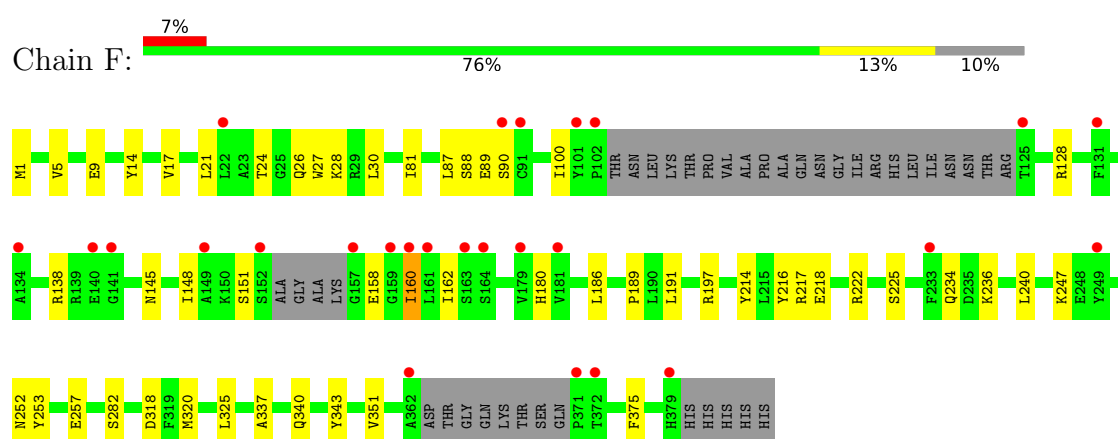 7%
Chain F:
76% 13% 10%
M1 V5 E9 Y14 V17 L21 L22 A23 T24 G25 Q26 W27 K28 R29 L30 I81 L87 S88 E89 S90 C91 I100 Y101 P102 THR ASN LEU LYS THR PRO VAL ALA PRO ALA GLN ASN GLY ILE ARG HIS LEU ILE ASN ASN THR ARG T125 R128 F131
A134 R138 R139 E140 G141 N145 I148 A149 K150 S151 S152 ALA GLY ALA LYS G157 E158 G159 I160 L161 I162 S163 S164 V179 H180 V181 L186 P189 L190 L191 R197 Y214 L215 Y216 R217 E218 R222 S225 F233 Q234 D235 K236 L240 K247 E248 Y249
N252 Y253 E257 S282 D318 F319 M320 L325 A337 Q340 Y343 V351 A362 ASP THR GLY GLN LYS THR SER GLN P371 T372 F375 H379 HIS HIS HIS HIS HIS